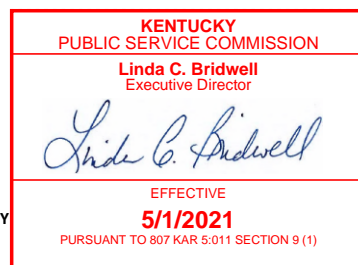 KENTUCKY
PUBLIC SERVICE COMMISSION
Linda C. Bridwell
Executive Director
Linda C. Bridwell
EFFECTIVE
Y
5/1/2021
PURSUANT TO 807 KAR 5:011 SECTION 9 (1)